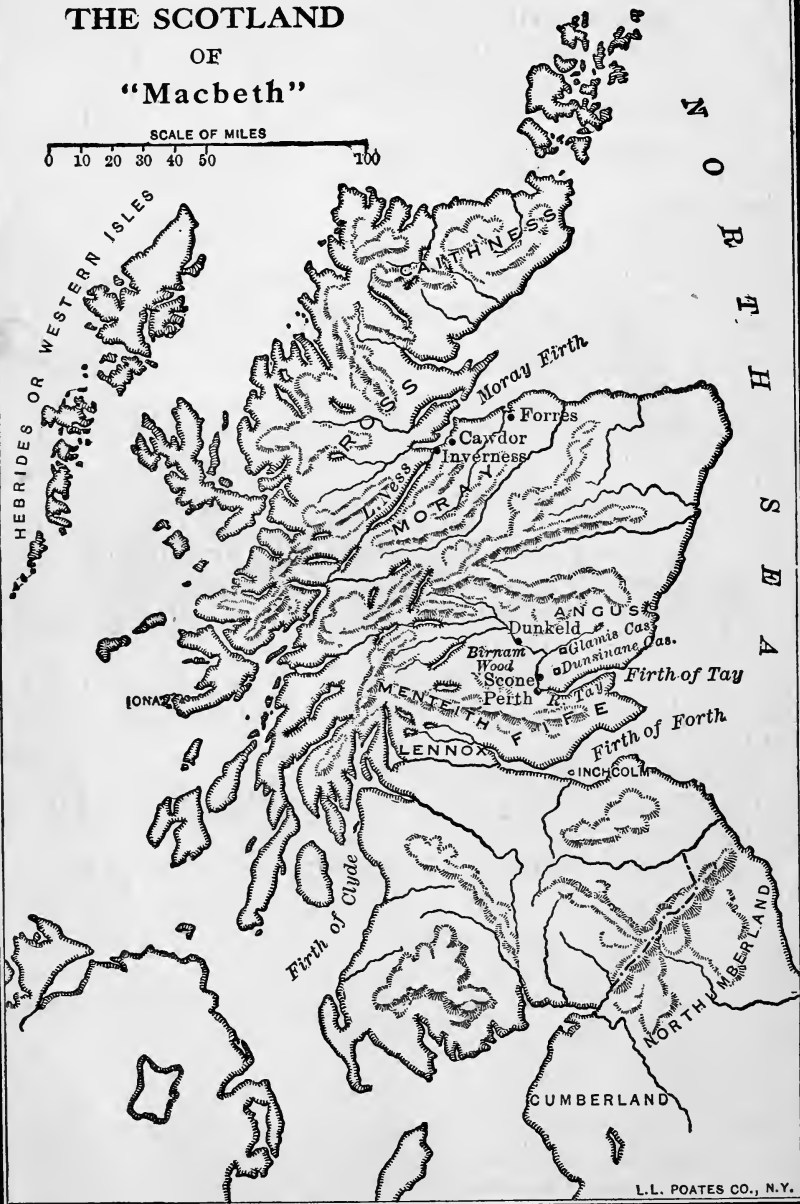 THE SCOTLAND
OF
"Macbeth"
SCALE OF MILES
0 10 20 30 40 50 100
HEBRIDES OR WESTERN ISLES
NORTH SEA
CAITHNESS
Moray Firth
ROSS
Forres
Cawdor
Inverness
L. Ness
MORAY
ANGUS
Dunkeld
Glamis Cas.
Birnam
Wood
Dunsinane Cas.
Scone
Perth
R. Tay
Firth of Tay
IONA
MENTEITH
FIFE
LENNOX
Firth of Forth
INCHCOLM
Firth of Clyde
NORTHUMBERLAND
CUMBERLAND
L.L. POATES CO., N.Y.